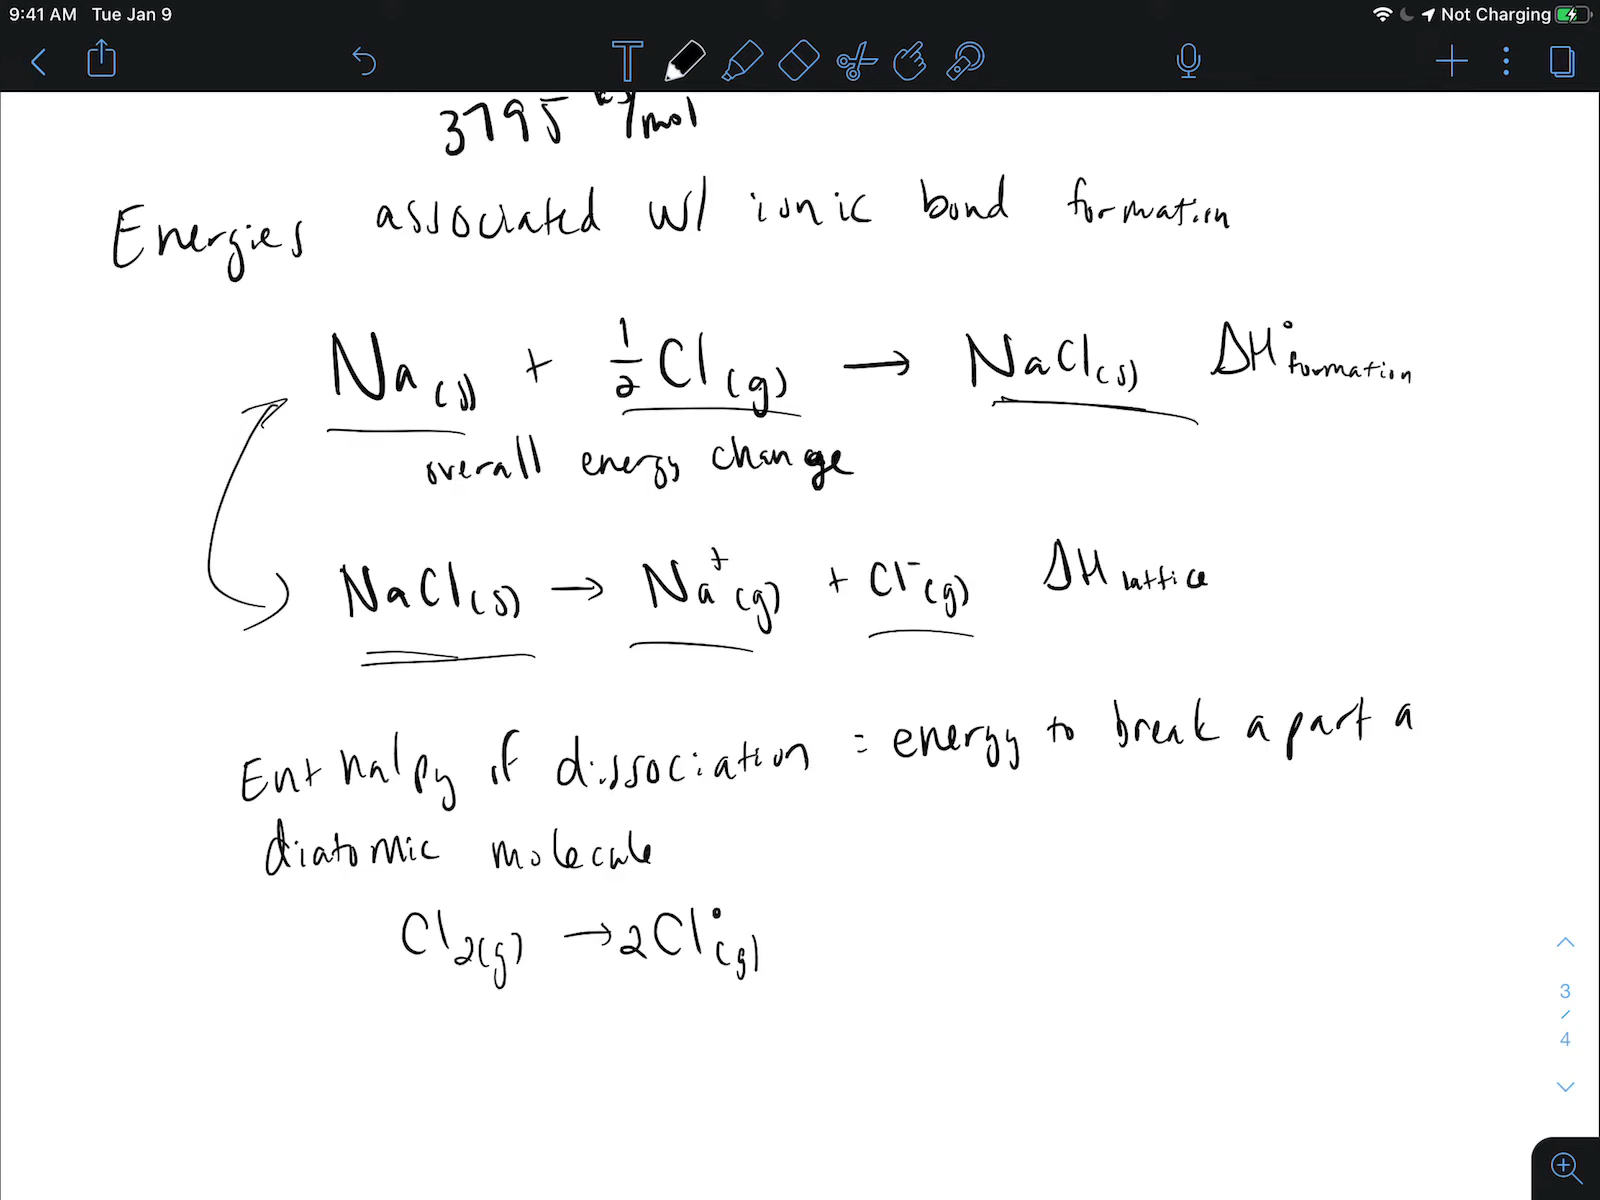 9:41 AM Tue Jan 9
Not Charging
3795 kJ/mol
Energies associated w/ ionic bond formation
Na(s) + 1/2 Cl(g) → NaCl(s) ΔH°formation
overall energy change
NaCl(s) → Na⁺(g) + Cl⁻(g) ΔH lattice
Enthalpy of dissociation = energy to break apart a
diatomic molecule
Cl₂(g) → 2Cl°(g)
3
/
4